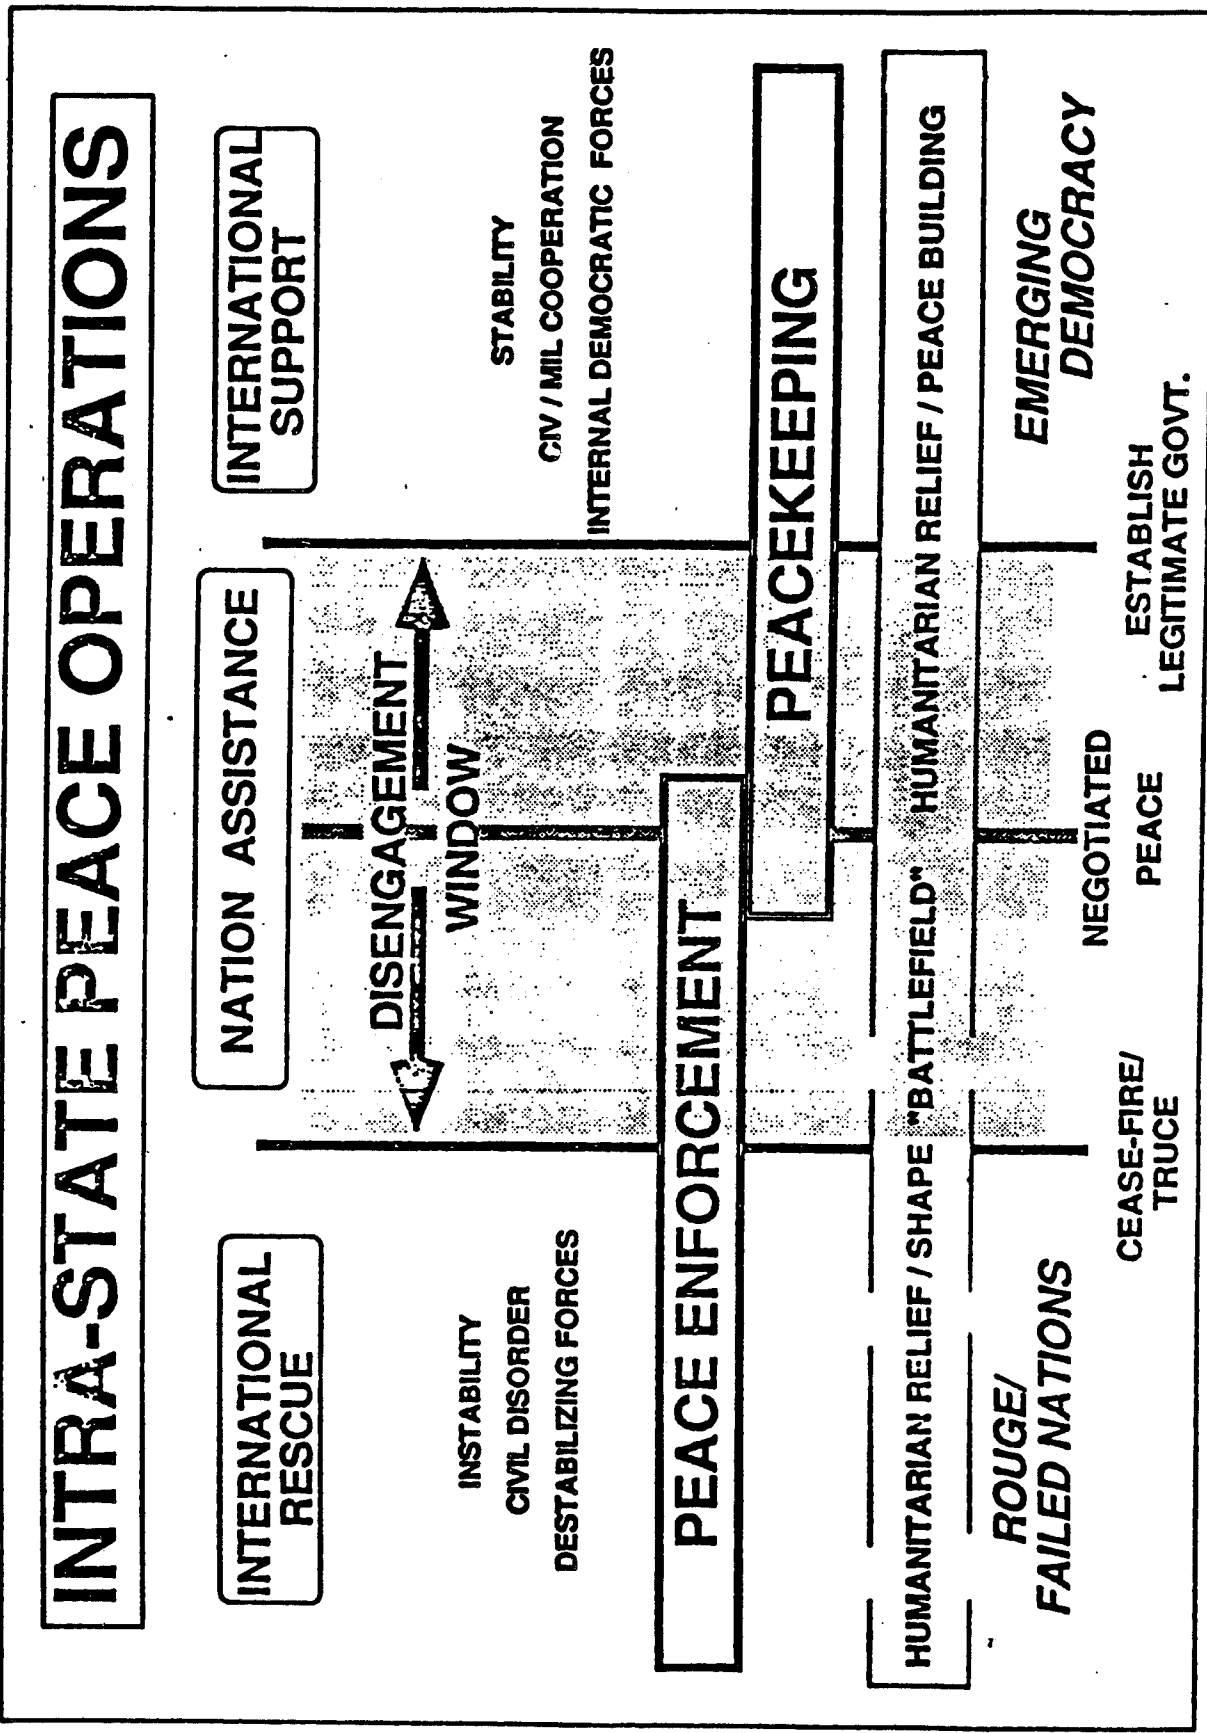 INTRA-STATE PEACE OPERATIONS
INTERNATIONAL
RESCUE
NATION ASSISTANCE
INTERNATIONAL
SUPPORT
DISENGAGEMENT
WINDOW
INSTABILITY
CIVIL DISORDER
DESTABILIZING FORCES
STABILITY
CIV / MIL COOPERATION
INTERNAL DEMOCRATIC FORCES
PEACE ENFORCEMENT
PEACEKEEPING
HUMANITARIAN RELIEF / SHAPE "BATTLEFIELD"
HUMANITARIAN RELIEF / PEACE BUILDING
ROUGE/
FAILED NATIONS
EMERGING
DEMOCRACY
CEASE-FIRE/
TRUCE
NEGOTIATED
PEACE
ESTABLISH
LEGITIMATE GOVT.